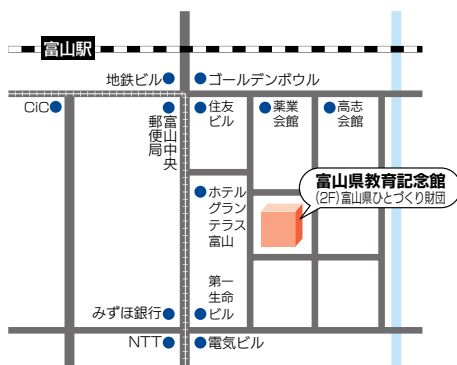 富山駅
地鉄ビル
ゴールデンボウル
CiC
富山中央
郵便局
住友
ビル
薬業
会館
高志
会館
富山県教育記念館
(2F)富山県ひとづくり財団
ホテル
グラン
テラス
富山
第一
生命
ビル
みずほ銀行
NTT
電気ビル